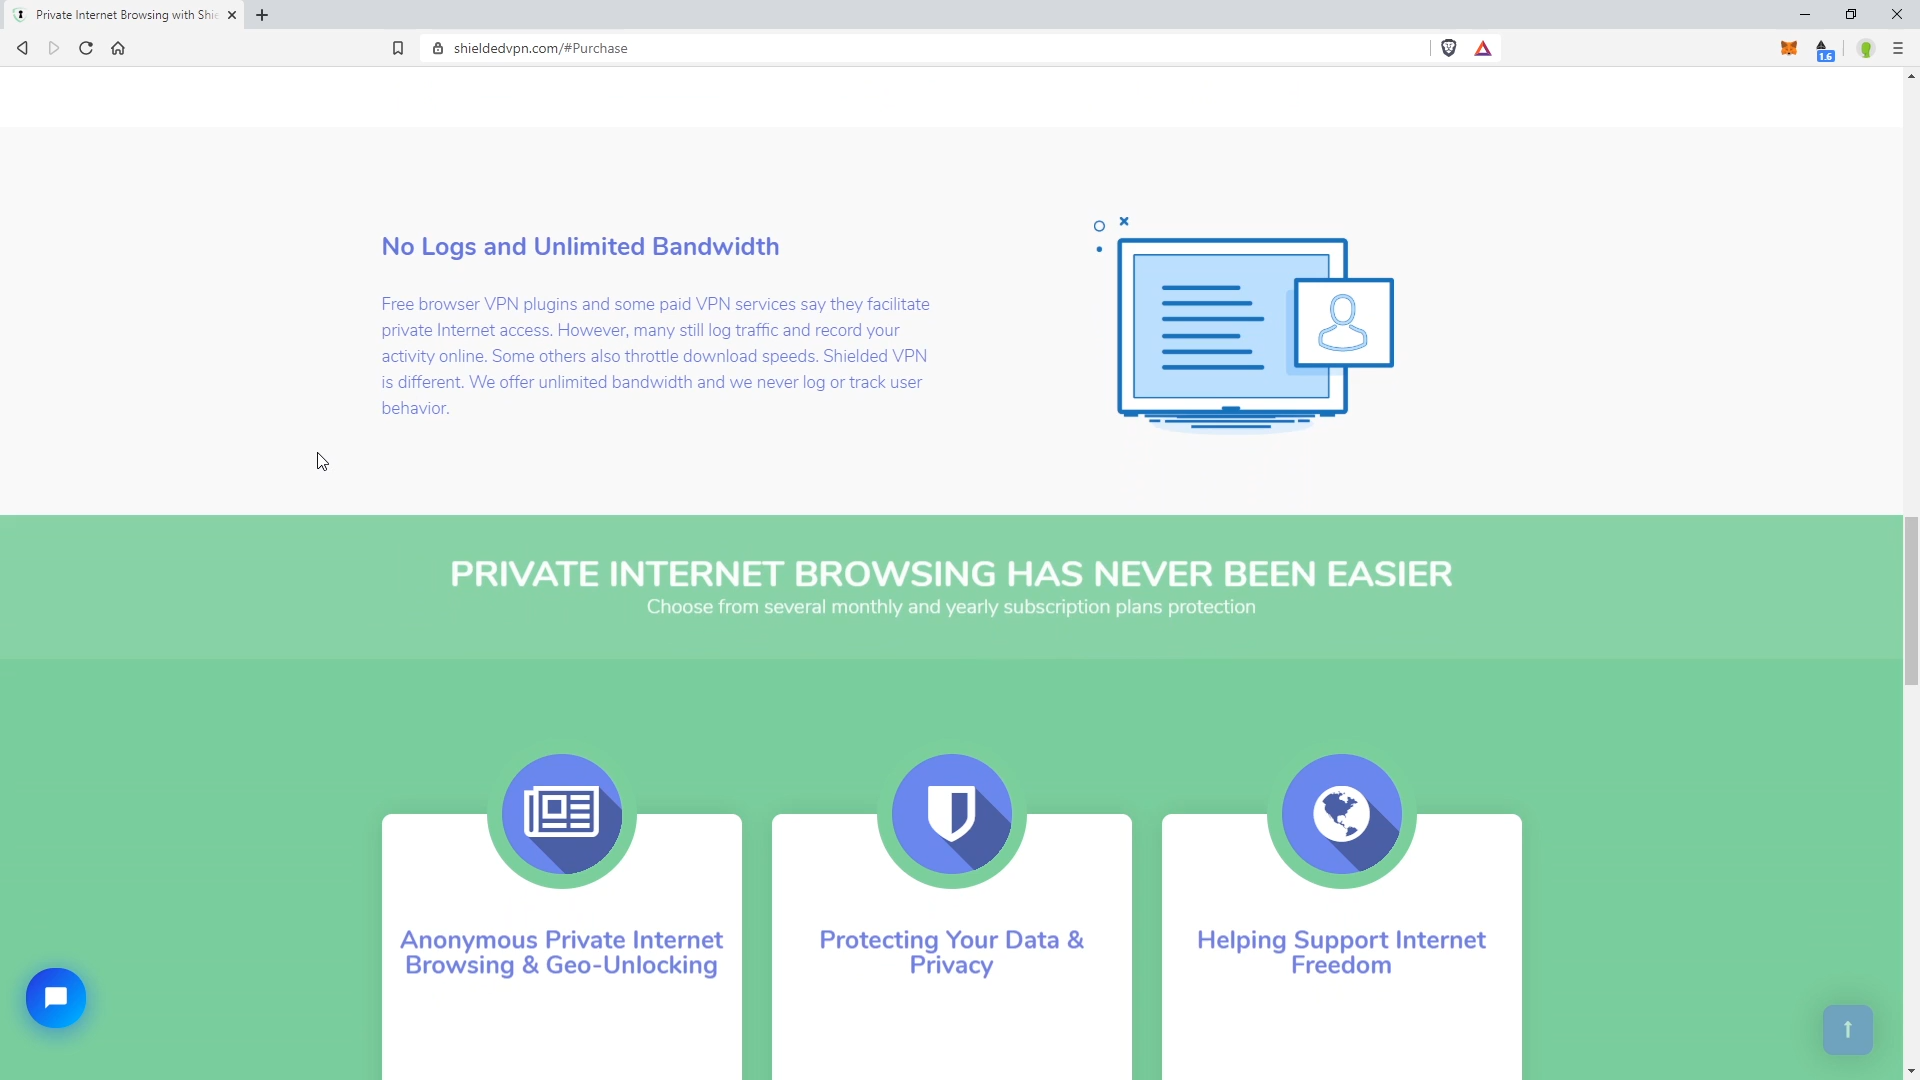 Private Internet Browsing with Shie
shieldedvpn.com/#Purchase
1.6
No Logs and Unlimited Bandwidth
Free browser VPN plugins and some paid VPN services say they facilitate
private Internet access. However, many still log traffic and record your
activity online. Some others also throttle download speeds. Shielded VPN
is different. We offer unlimited bandwidth and we never log or track user
behavior.
PRIVATE INTERNET BROWSING HAS NEVER BEEN EASIER
Choose from several monthly and yearly subscription plans protection
Anonymous Private Internet
Browsing & Geo-Unlocking
Protecting Your Data &
Privacy
Helping Support Internet
Freedom